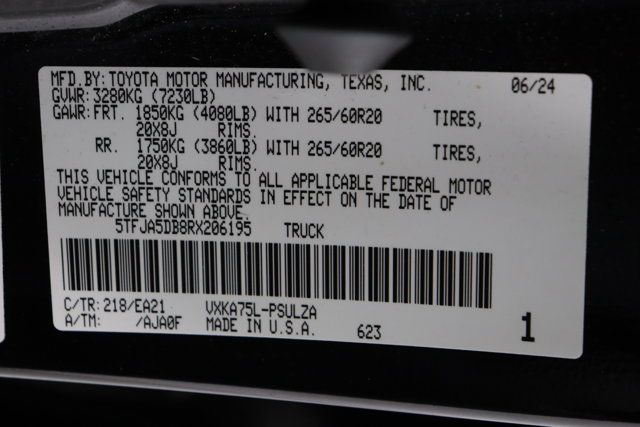 MFD.BY: TOYOTA MOTOR MANUFACTURING, TEXAS, INC. 06/24
GVWR: 3280KG (7230LB)
GAWR: FRT. 1850KG (4080LB) WITH 265/60R20 TIRES,
20X8J RIMS.
RR. 1750KG (3860LB) WITH 265/60R20 TIRES,
20X8J RIMS.
THIS VEHICLE CONFORMS TO ALL APPLICABLE FEDERAL MOTOR
VEHICLE SAFETY STANDARDS IN EFFECT ON THE DATE OF
MANUFACTURE SHOWN ABOVE.
5TFJA5DB8RX206195 TRUCK
C/TR: 218/EA21 VXKA75L-PSULZA
A/TM: /AJA0F MADE IN U.S.A. 623 1